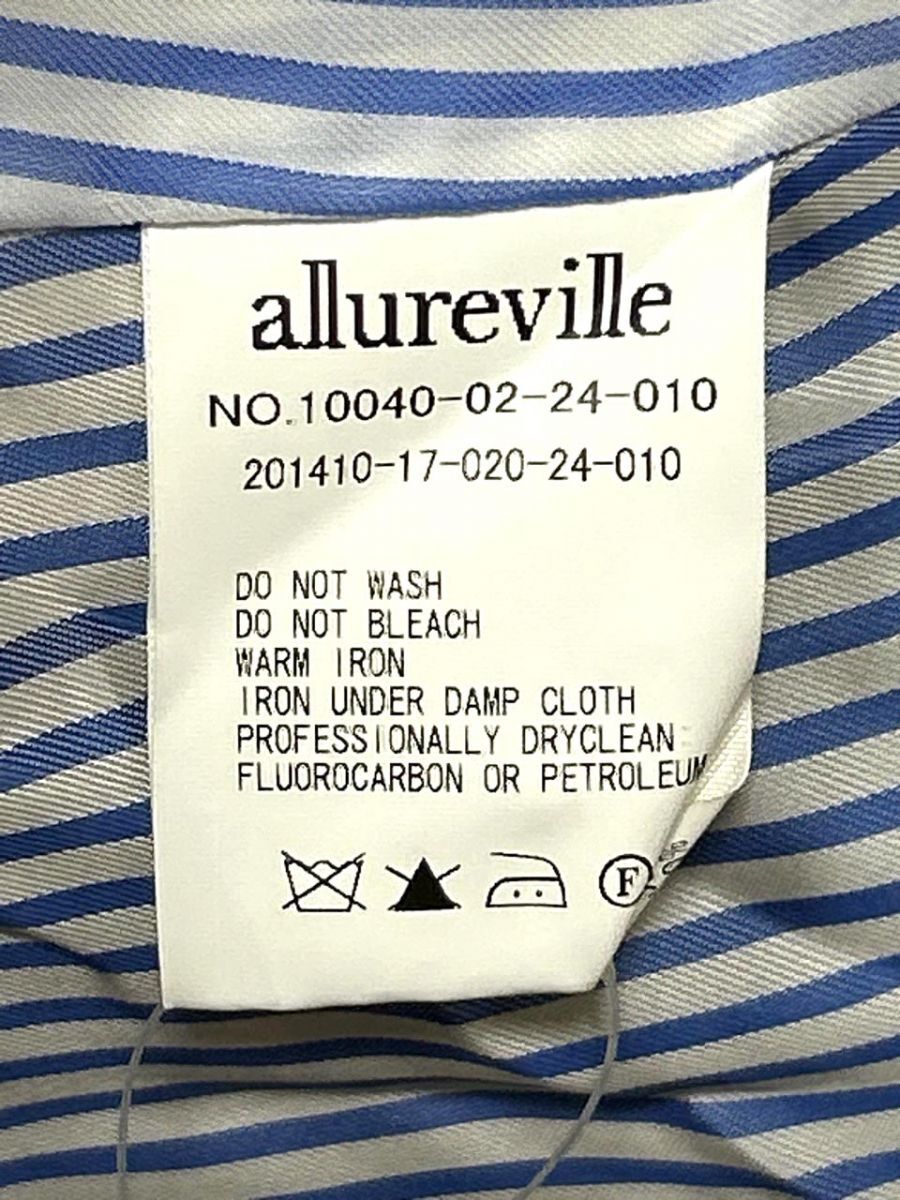 allureville
NO.10040-02-24-010
201410-17-020-24-010
DO NOT WASH
DO NOT BLEACH
WARM IRON
IRON UNDER DAMP CLOTH
PROFESSIONALLY DRYCLEAN
FLUOROCARBON OR PETROLEUM
F